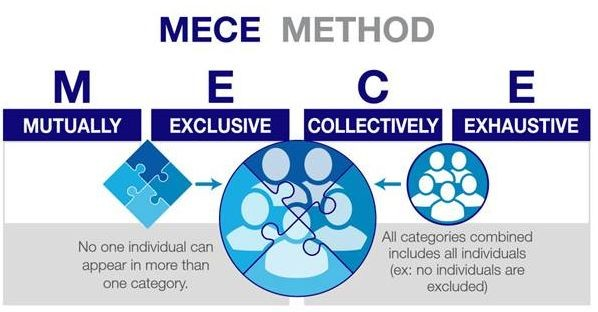 MECE METHOD
M E C E
MUTUALLY EXCLUSIVE COLLECTIVELY EXHAUSTIVE
No one individual can
appear in more than
one category.
All categories combined
includes all individuals
(ex: no individuals are
excluded)